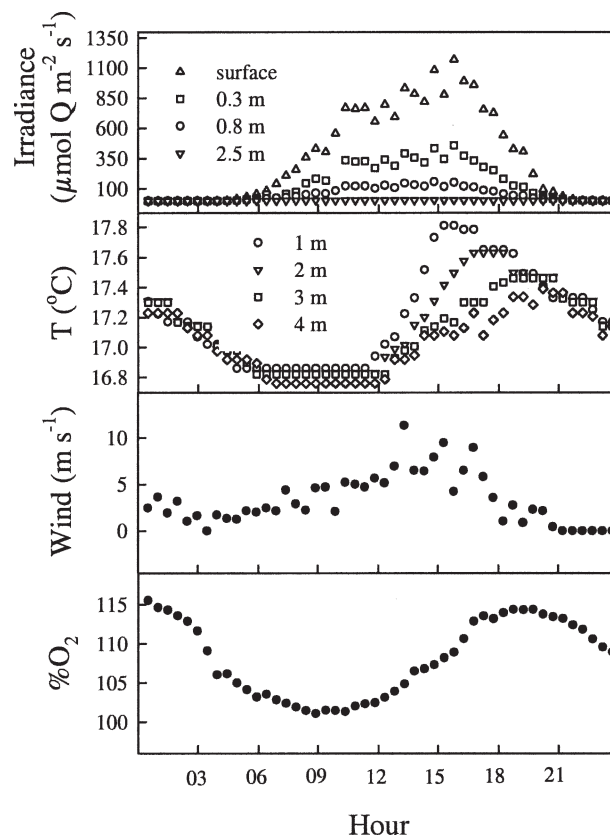 Irradiance
(μmol Q m⁻² s⁻¹)
1350
1100
850
600
350
100
surface
0.3 m
0.8 m
2.5 m
T (°C)
17.8
17.6
17.4
17.2
17.0
16.8
1 m
2 m
3 m
4 m
Wind (m s⁻¹)
10
5
0
%O₂
115
110
105
100
03 06 09 12 15 18 21
Hour